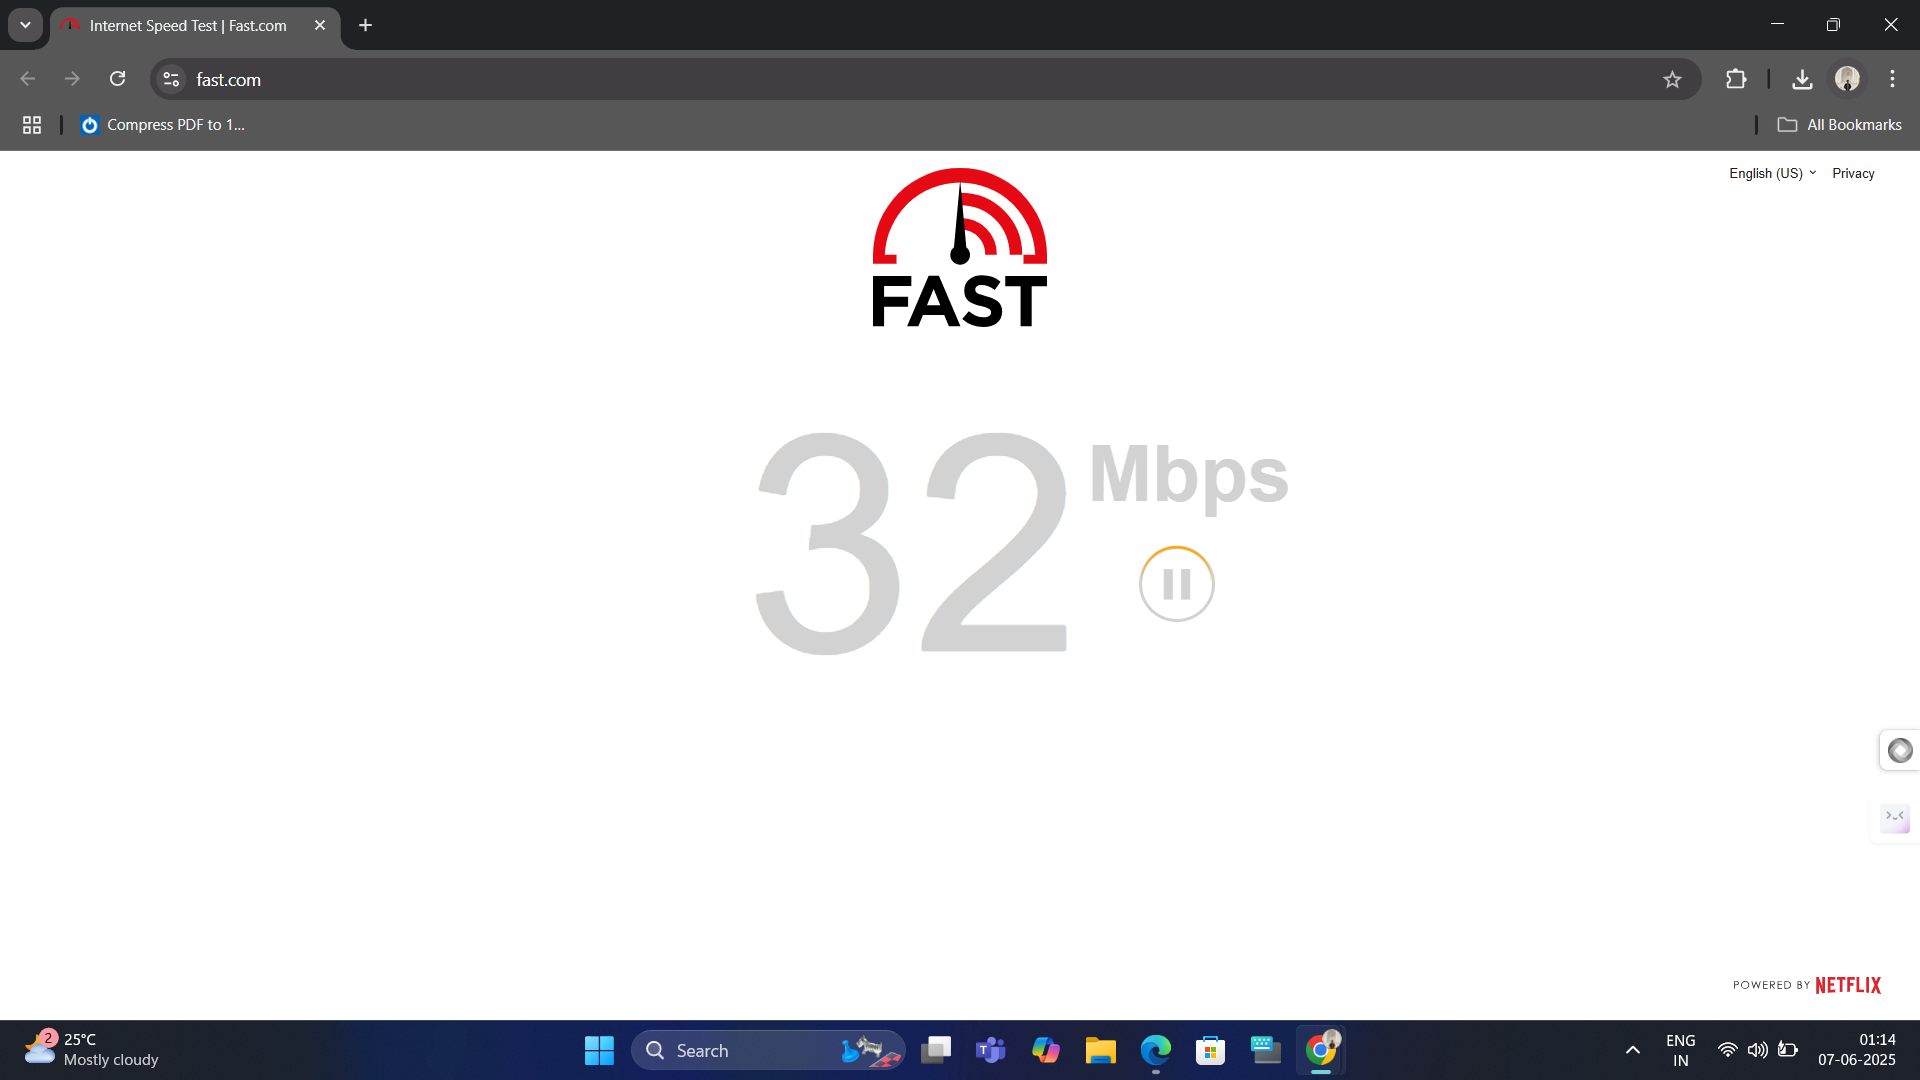 Internet Speed Test | Fast.com
fast.com
Compress PDF to 1...
All Bookmarks
English (US)
Privacy
FAST
32 Mbps
POWERED BY NETFLIX
2
25°C
Mostly cloudy
Search
T
ENG
IN
01:14
07-06-2025